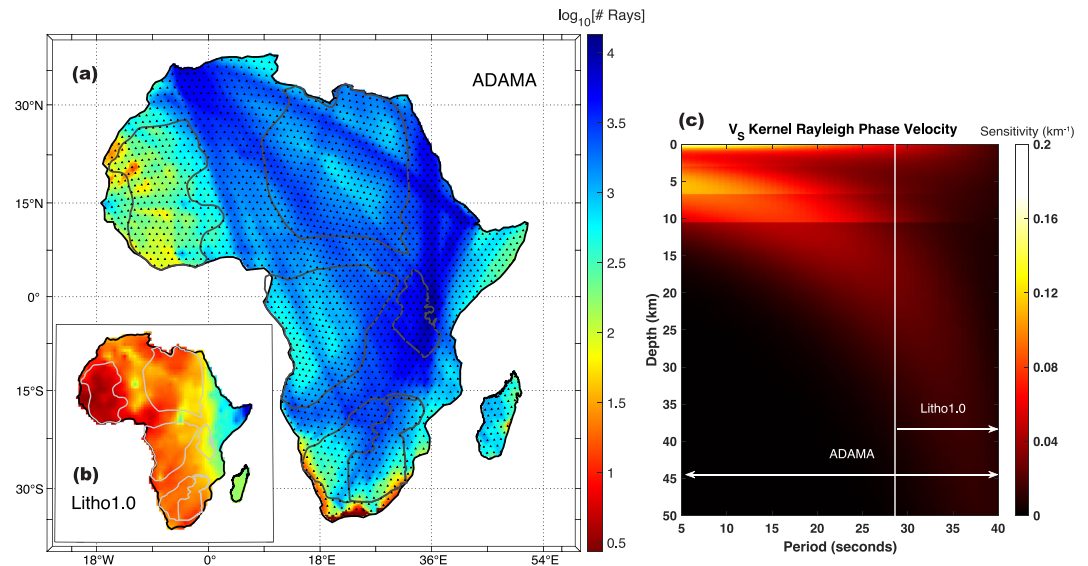 log10[# Rays]
(a)
ADAMA
4
3.5
3
2.5
2
1.5
1
0.5
30°N
15°N
0°
15°S
30°S
18°W
0°
18°E
36°E
54°E
(b)
Litho1.0
(c)
VS Kernel Rayleigh Phase Velocity
Sensitivity (km-1)
0
5
10
15
20
25
30
35
40
45
50
Depth (km)
5
10
15
20
25
30
35
40
Period (seconds)
Litho1.0
ADAMA
0.2
0.16
0.12
0.08
0.04
0